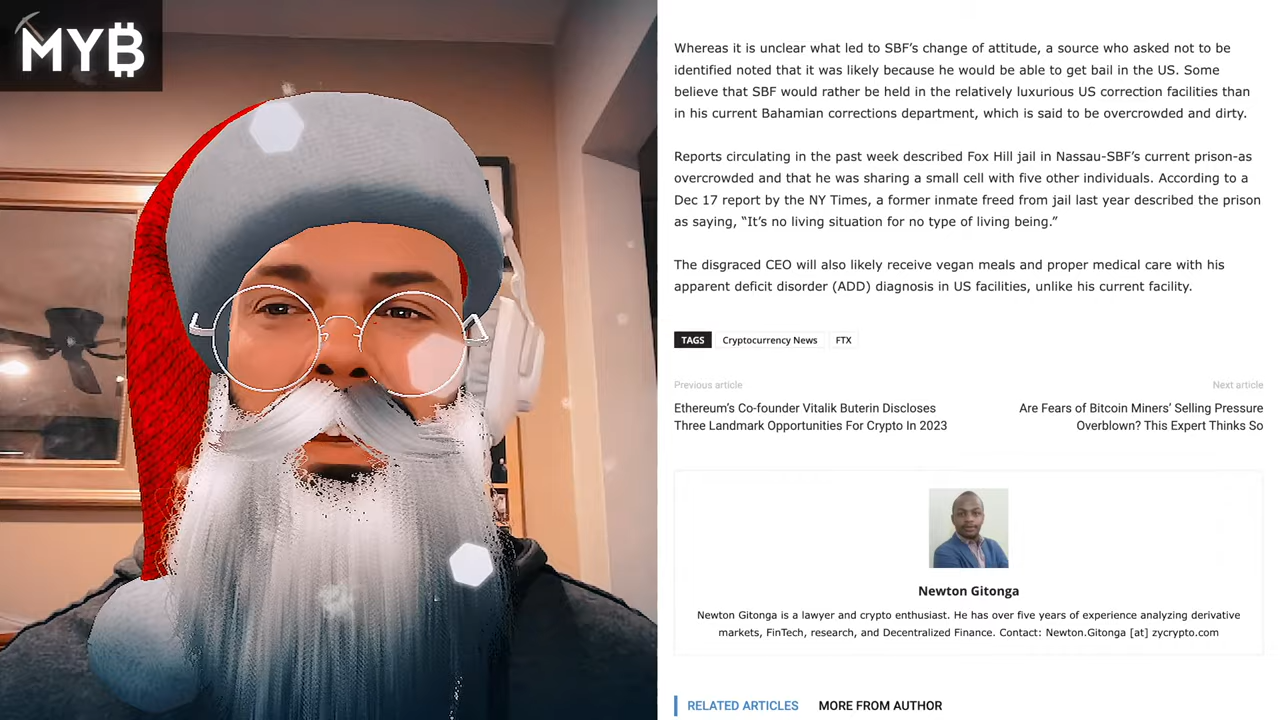 MYB
Whereas it is unclear what led to SBF’s change of attitude, a source who asked not to be
identified noted that it was likely because he would be able to get bail in the US. Some
believe that SBF would rather be held in the relatively luxurious US correction facilities than
in his current Bahamian corrections department, which is said to be overcrowded and dirty.
Reports circulating in the past week described Fox Hill jail in Nassau-SBF’s current prison-as
overcrowded and that he was sharing a small cell with five other individuals. According to a
Dec 17 report by the NY Times, a former inmate freed from jail last year described the prison
as saying, “It’s no living situation for no type of living being.”
The disgraced CEO will also likely receive vegan meals and proper medical care with his
apparent deficit disorder (ADD) diagnosis in US facilities, unlike his current facility.
TAGS Cryptocurrency News FTX
Previous article
Ethereum’s Co-founder Vitalik Buterin Discloses
Three Landmark Opportunities For Crypto In 2023
Next article
Are Fears of Bitcoin Miners’ Selling Pressure
Overblown? This Expert Thinks So
Newton Gitonga
Newton Gitonga is a lawyer and crypto enthusiast. He has over five years of experience analyzing derivative
markets, FinTech, research, and Decentralized Finance. Contact: Newton.Gitonga [at] zycrypto.com
RELATED ARTICLES MORE FROM AUTHOR